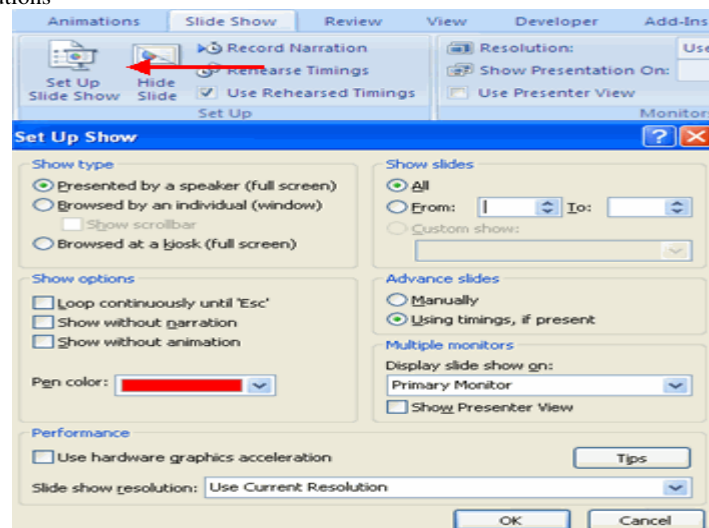 ations
Animations Slide Show Review View Developer Add-Ins
Set Up Slide Show
Hide Slide
Record Narration
Rehearse Timings
Use Rehearsed Timings
Set Up
Resolution: Use
Show Presentation On:
Use Presenter View
Monitors
Set Up Show
Show type
Presented by a speaker (full screen)
Browsed by an individual (window)
Show scrollbar
Browsed at a kiosk (full screen)
Show slides
All
From: To:
Custom show:
Show options
Loop continuously until 'Esc'
Show without narration
Show without animation
Pen color:
Advance slides
Manually
Using timings, if present
Multiple monitors
Display slide show on:
Primary Monitor
Show Presenter View
Performance
Use hardware graphics acceleration
Tips
Slide show resolution: Use Current Resolution
OK Cancel